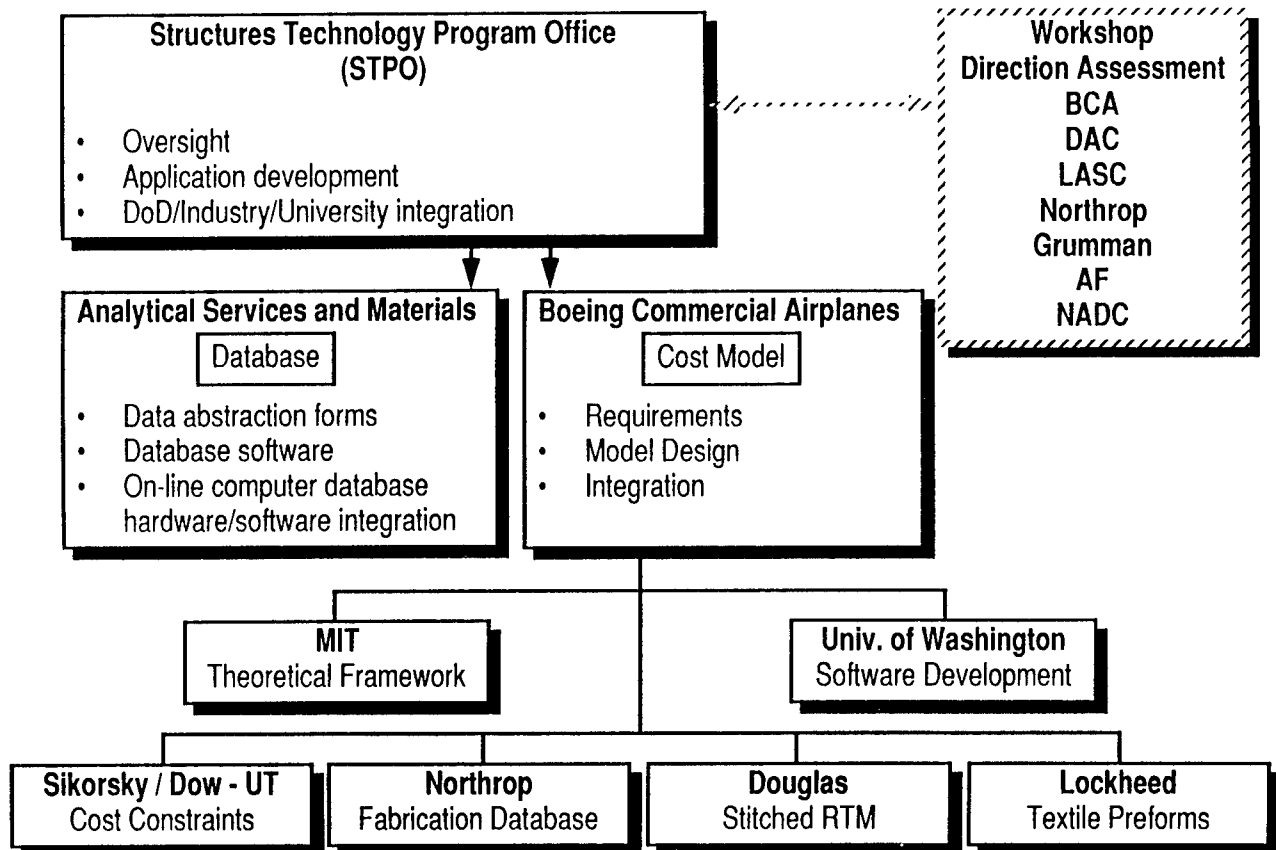 Structures Technology Program Office
(STPO)
• Oversight
• Application development
• DoD/Industry/University integration
Workshop
Direction Assessment
BCA
DAC
LASC
Northrop
Grumman
AF
NADC
Analytical Services and Materials
Database
• Data abstraction forms
• Database software
• On-line computer database
hardware/software integration
Boeing Commercial Airplanes
Cost Model
• Requirements
• Model Design
• Integration
MIT
Theoretical Framework
Univ. of Washington
Software Development
Sikorsky / Dow - UT
Cost Constraints
Northrop
Fabrication Database
Douglas
Stitched RTM
Lockheed
Textile Preforms